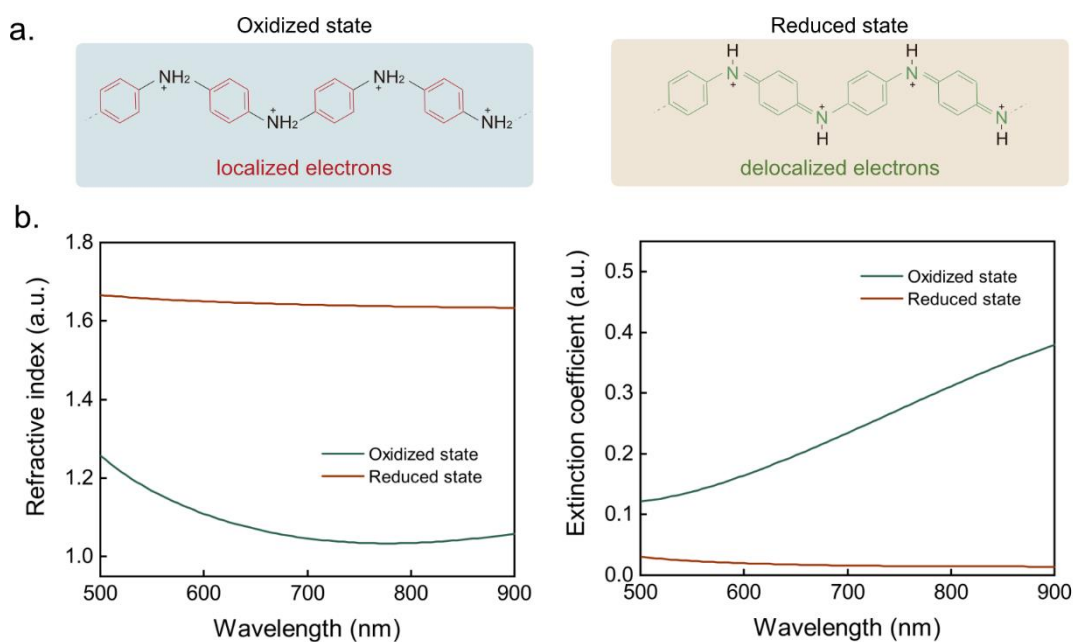 a.
Oxidized state
Reduced state
NH2
+
NH2
+
NH2
+
NH2
+
localized electrons
H
N
+
N
+
H
H
N
+
N
+
H
delocalized electrons
b.
1.8
1.6
1.4
1.2
1.0
Refractive index (a.u.)
Oxidized state
Reduced state
500
600
700
800
900
Wavelength (nm)
0.5
0.4
0.3
0.2
0.1
0.0
Extinction coefficient (a.u.)
Oxidized state
Reduced state
500
600
700
800
900
Wavelength (nm)